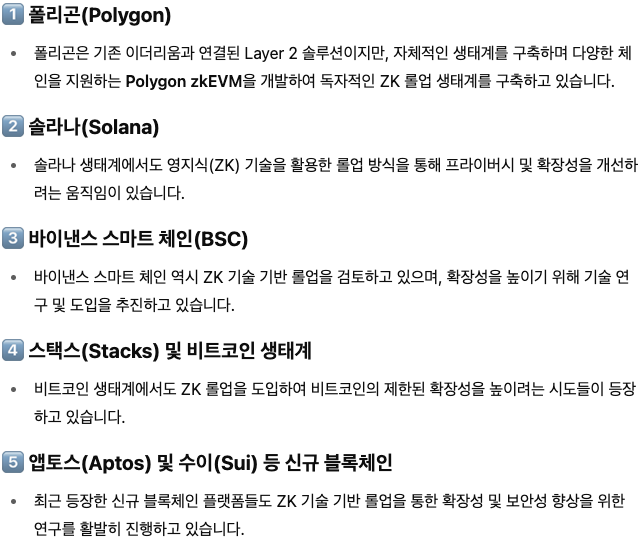 1 폴리곤(Polygon)
• 폴리곤은 기존 이더리움과 연결된 Layer 2 솔루션이지만, 자체적인 생태계를 구축하며 다양한 체
인을 지원하는 Polygon zkEVM을 개발하여 독자적인 ZK 롤업 생태계를 구축하고 있습니다.
2 솔라나(Solana)
• 솔라나 생태계에서도 영지식(ZK) 기술을 활용한 롤업 방식을 통해 프라이버시 및 확장성을 개선하
려는 움직임이 있습니다.
3 바이낸스 스마트 체인(BSC)
• 바이낸스 스마트 체인 역시 ZK 기술 기반 롤업을 검토하고 있으며, 확장성을 높이기 위해 기술 연
구 및 도입을 추진하고 있습니다.
4 스택스(Stacks) 및 비트코인 생태계
• 비트코인 생태계에서도 ZK 롤업을 도입하여 비트코인의 제한된 확장성을 높이려는 시도들이 등장
하고 있습니다.
5 앱토스(Aptos) 및 수이(Sui) 등 신규 블록체인
• 최근 등장한 신규 블록체인 플랫폼들도 ZK 기술 기반 롤업을 통한 확장성 및 보안성 향상을 위한
연구를 활발히 진행하고 있습니다.